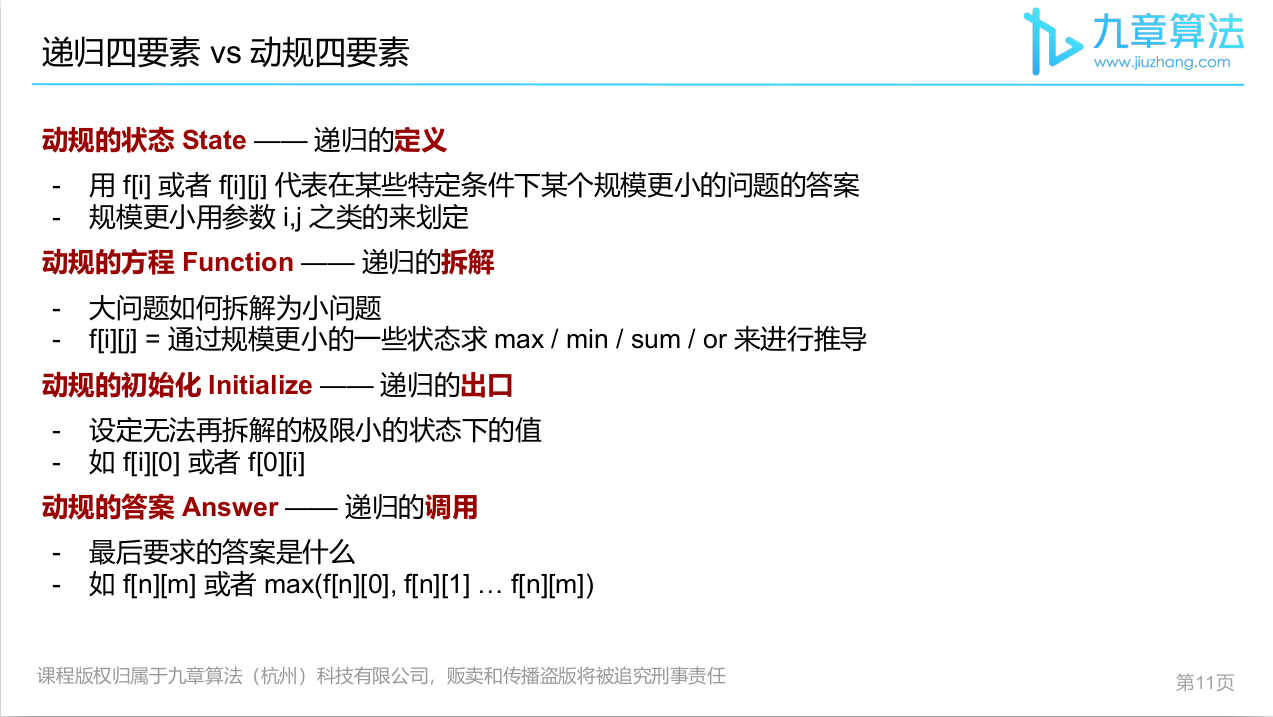 递归四要素 vs 动规四要素
九章算法
www.jiuzhang.com
动规的状态 State —— 递归的定义
- 用 f[i] 或者 f[i][j] 代表在某些特定条件下某个规模更小的问题的答案
- 规模更小用参数 i,j 之类的来划定
动规的方程 Function —— 递归的拆解
- 大问题如何拆解为小问题
- f[i][j] = 通过规模更小的一些状态求 max / min / sum / or 来进行推导
动规的初始化 Initialize —— 递归的出口
- 设定无法再拆解的极限小的状态下的值
- 如 f[i][0] 或者 f[0][i]
动规的答案 Answer —— 递归的调用
- 最后要求的答案是什么
- 如 f[n][m] 或者 max(f[n][0], f[n][1] … f[n][m])
课程版权归属于九章算法（杭州）科技有限公司，贩卖和传播盗版将被追究刑事责任
第11页